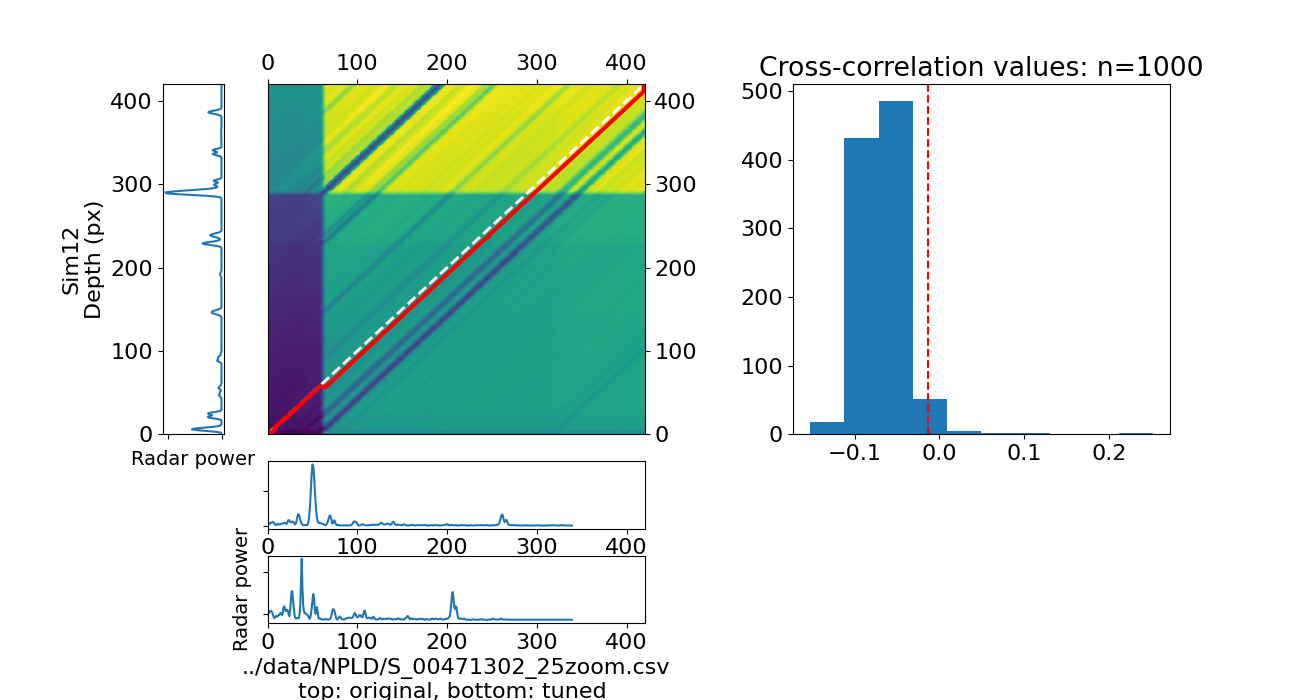 0 100 200 300 400
Cross-correlation values: n=1000
400
300
200
100
0
Sim12
Depth (px)
Radar power
400
300
200
100
0
500
400
300
200
100
0
−0.1 0.0 0.1 0.2
0 100 200 300 400
Radar power
0 100 200 300 400
../data/NPLD/S_00471302_25zoom.csv
top: original, bottom: tuned